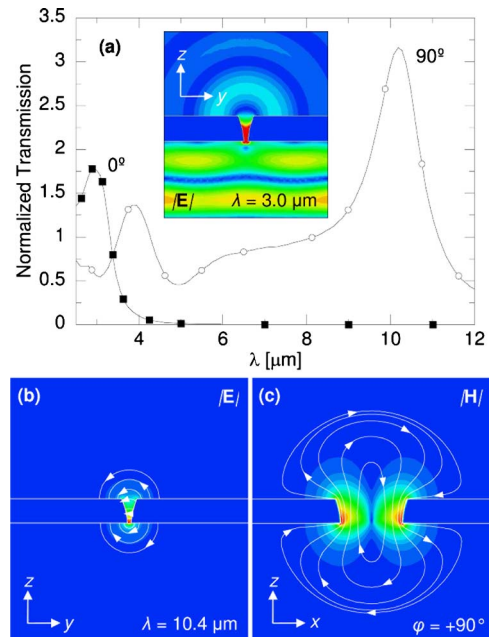 3.5
3
2.5
2
1.5
1
0.5
0
Normalized Transmission
(a)
z
y
|E|
λ = 3.0 µm
0º
90º
4
6
8
10
12
λ [µm]
(b)
|E|
z
y
λ = 10.4 µm
(c)
|H|
z
x
φ = +90°